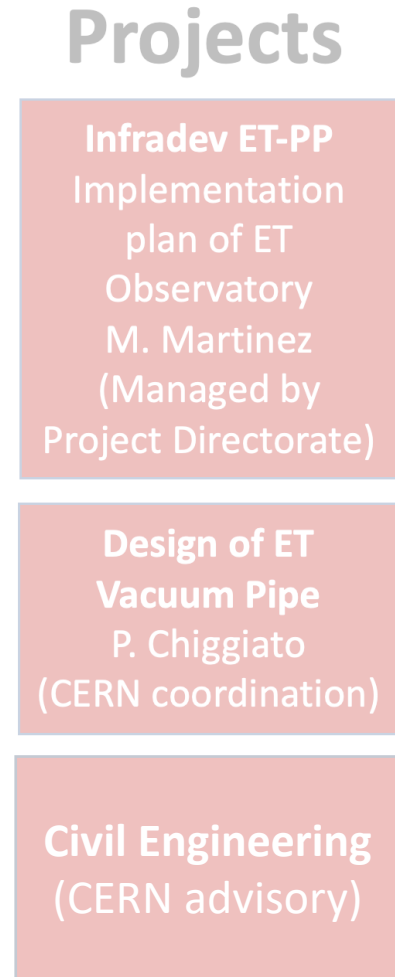 Projects
Infradev ET-PP
Implementation
plan of ET
Observatory
M. Martinez
(Managed by
Project Directorate)
Design of ET
Vacuum Pipe
P. Chiggiato
(CERN coordination)
Civil Engineering
(CERN advisory)